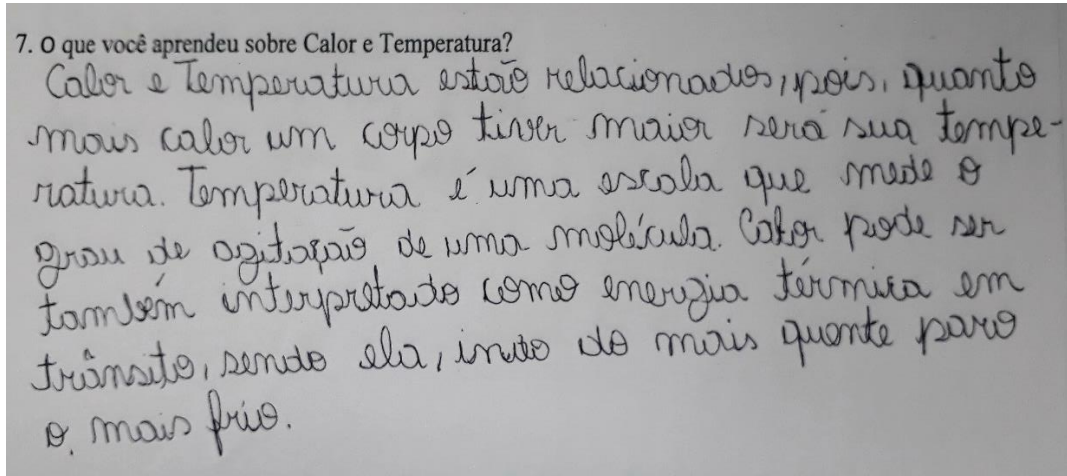 7. O que você aprendeu sobre Calor e Temperatura?
Calor e Temperatura estão relacionados, pois, quanto
mais calor um corpo tiver maior será sua tempe-
ratura. Temperatura é uma escala que mede o
grau de agitação de uma molécula. Calor pode ser
também interpretado como energia térmica em
trânsito, sendo ela, indo do mais quente para
o mais frio.